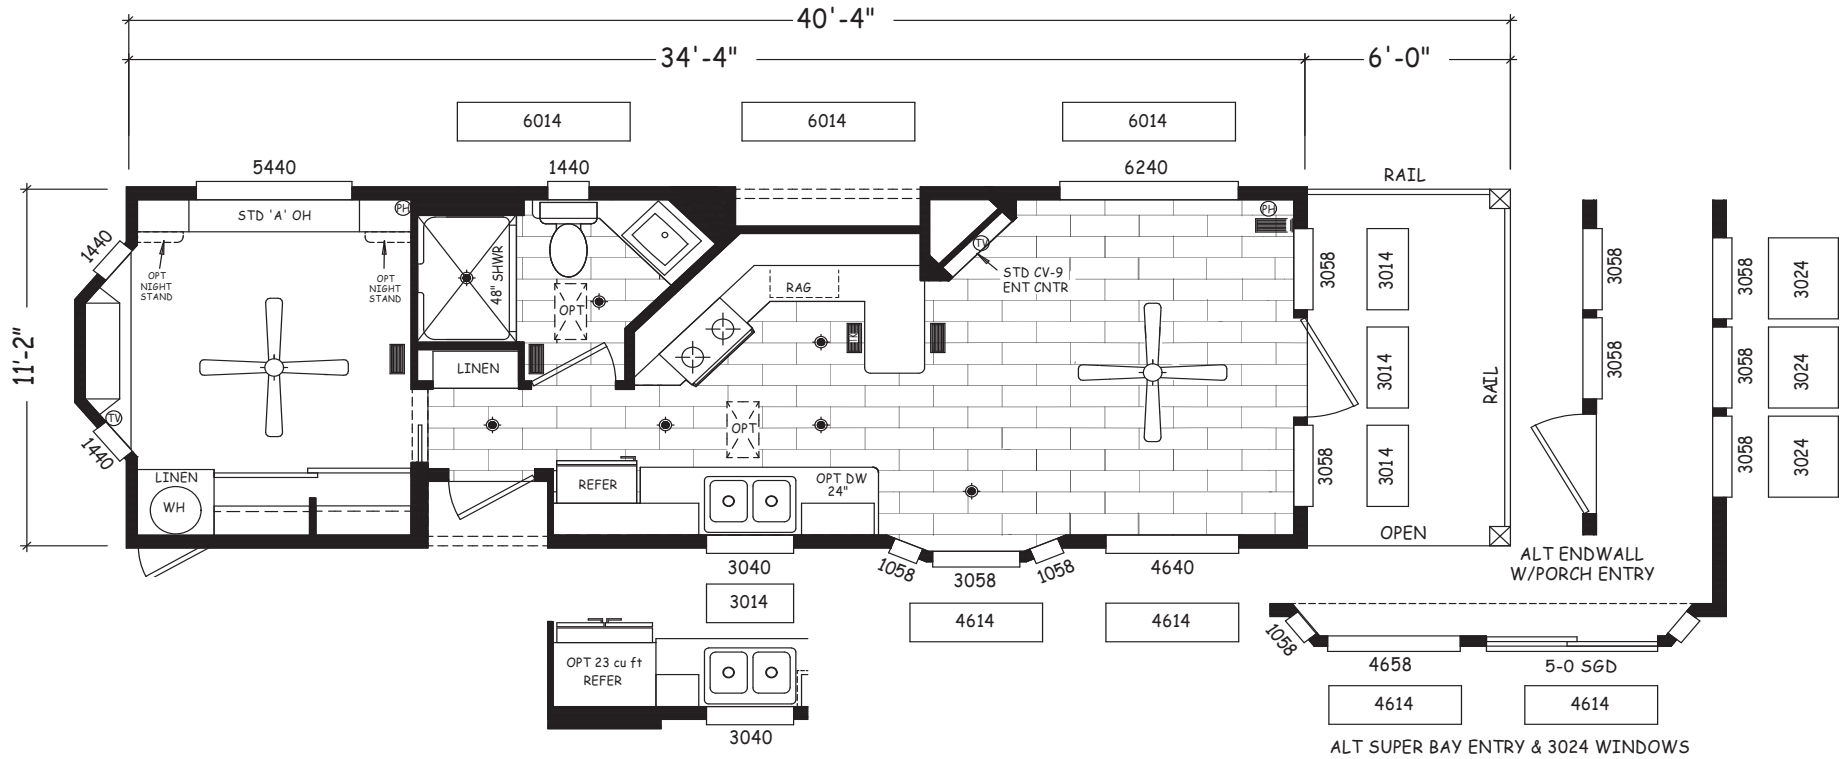 40'-4"
34'-4"
6'-0"
6014
6014
6014
5440
1440
6240
RAIL
STD 'A' OH
PH
PH
1440
OPT
NIGHT
STAND
OPT
NIGHT
STAND
48" SHWR
OPT
RAG
TV
STD CV-9
ENT CNTR
3058
3014
3058
3058
3024
11'-2"
LINEN
3014
RAIL
3058
3058
3024
TV
1440
OPT
3058
3014
3058
3024
LINEN
WH
REFER
OPT DW
24"
OPEN
3040
1058
3058
1058
4640
ALT ENDWALL
W/PORCH ENTRY
3014
4614
4614
1058
OPT 23 cu ft
REFER
4658
5-0 SGD
4614
4614
3040
ALT SUPER BAY ENTRY & 3024 WINDOWS